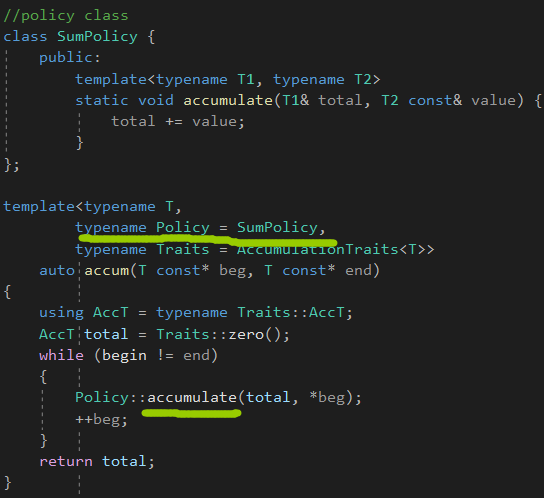 //policy class
class SumPolicy {
public:
template<typename T1, typename T2>
static void accumulate(T1& total, T2 const& value) {
total += value;
}
};
template<typename T,
typename Policy = SumPolicy,
typename Traits = AccumulationTraits<T>>
auto accum(T const* beg, T const* end)
{
using AccT = typename Traits::AccT;
AccT total = Traits::zero();
while (begin != end)
{
Policy::accumulate(total, *beg);
++beg;
}
return total;
}